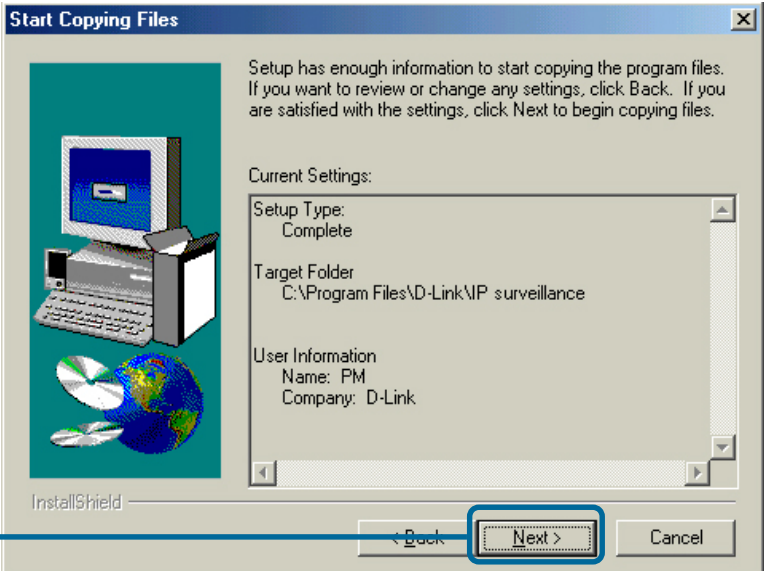 Start Copying Files
Setup has enough information to start copying the program files.
If you want to review or change any settings, click Back. If you
are satisfied with the settings, click Next to begin copying files.
Current Settings:
Setup Type:
Complete
Target Folder
C:\Program Files\D-Link\IP surveillance
User Information
Name: PM
Company: D-Link
InstallShield
< Back
Next >
Cancel